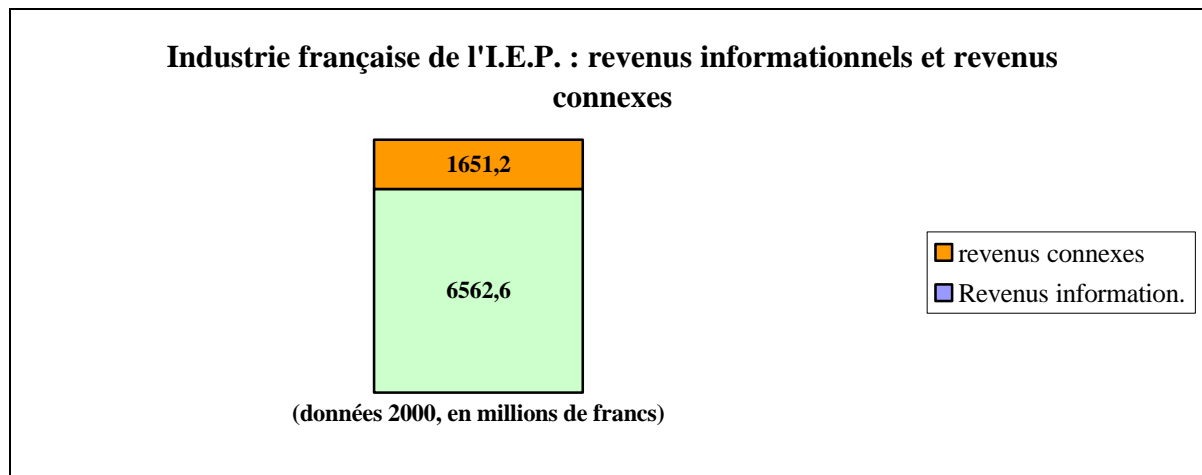 Industrie française de l'I.E.P. : revenus informationnels et revenus
connexes
1651,2
6562,6
(données 2000, en millions de francs)
revenus connexes
Revenus information.